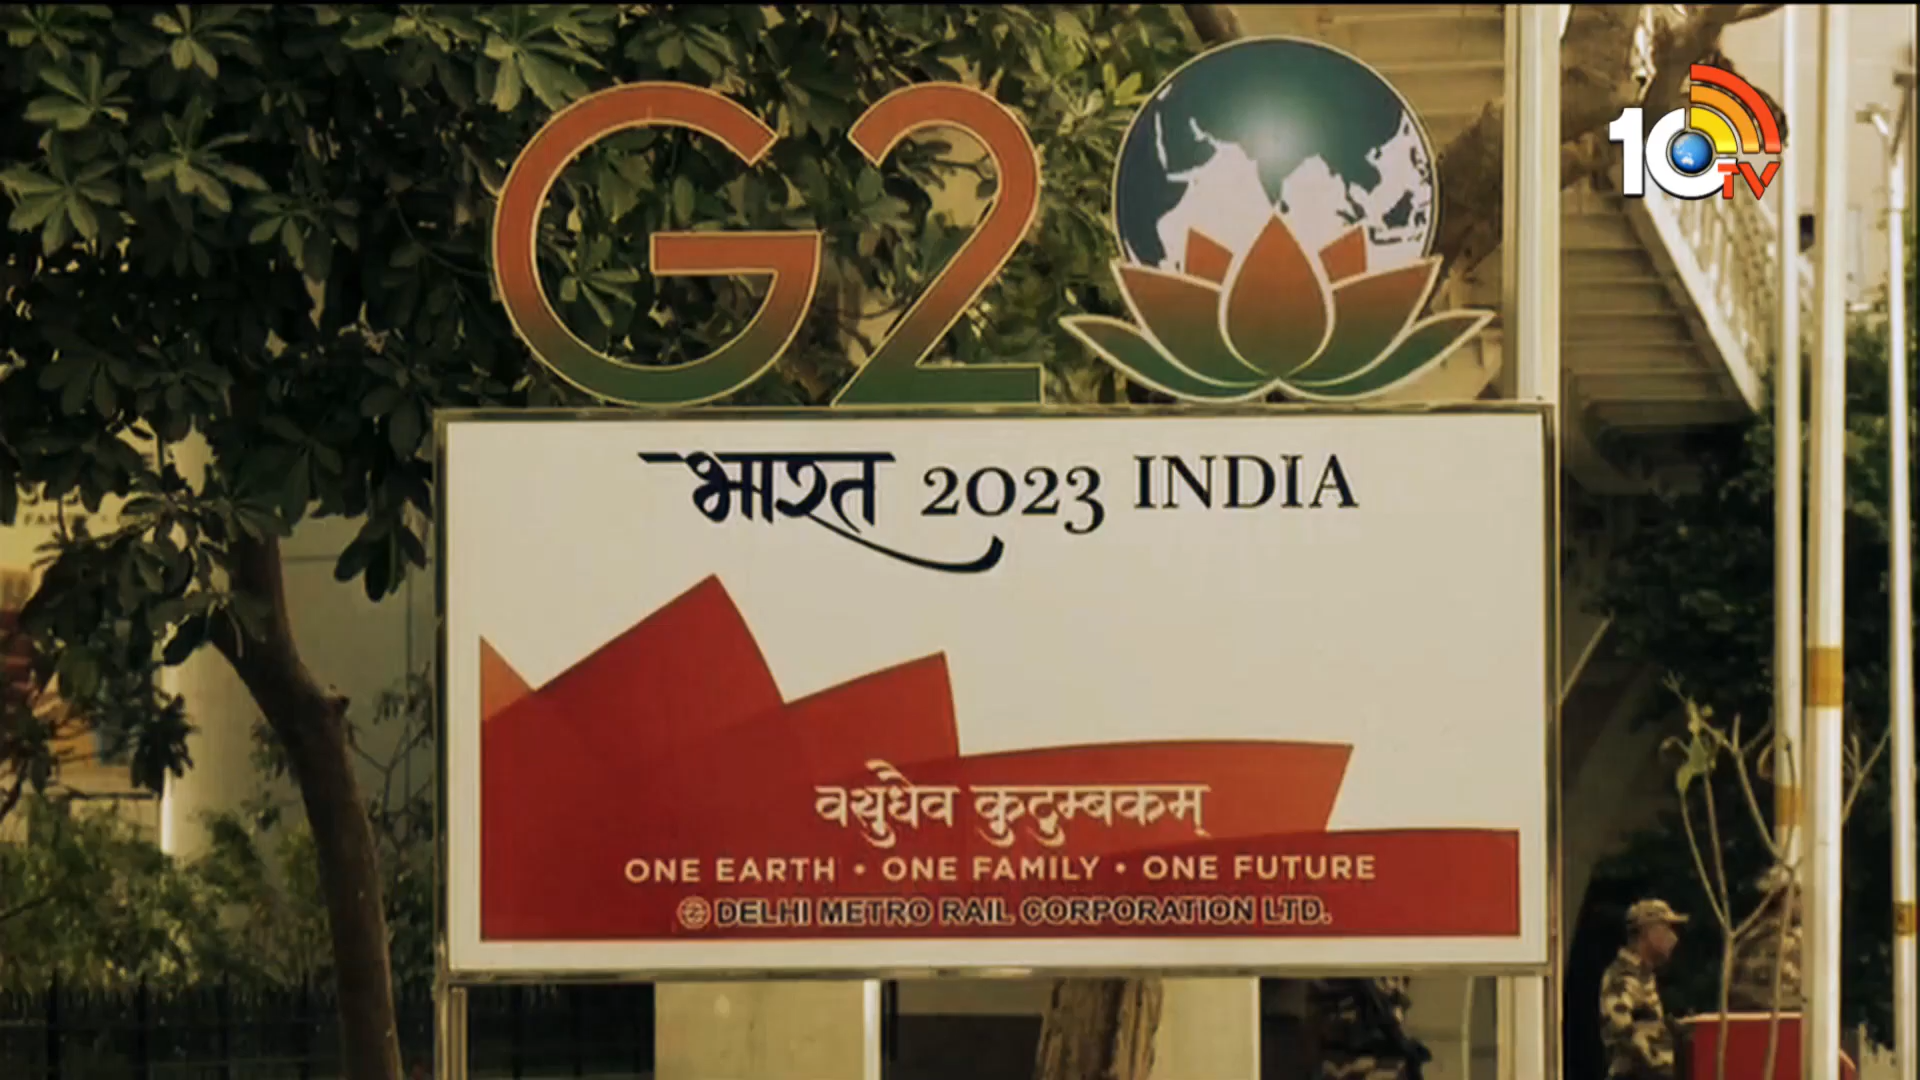 G20
10TV
भारत 2023 INDIA
वसुधैव कुटुम्बकम्
ONE EARTH • ONE FAMILY • ONE FUTURE
DELHI METRO RAIL CORPORATION LTD.